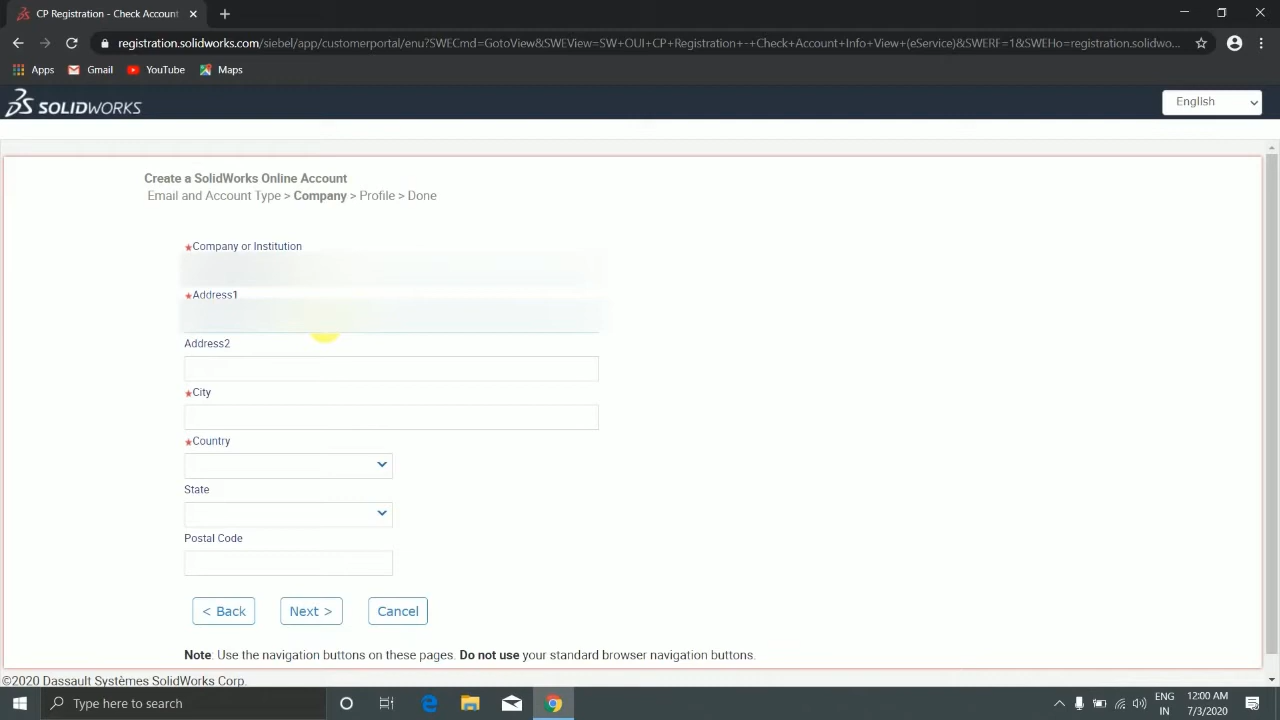 CP Registration - Check Account
registration.solidworks.com/siebel/app/customerportal/enu?SWECmd=GotoView&SWEView=SW+OUI+CP+Registration+-+Check+Account+Info+View+(eService)&SWERF=1&SWEHo=registration.solidwo...
Apps Gmail YouTube Maps
3DS SOLIDWORKS English
Create a SolidWorks Online Account
Email and Account Type > Company > Profile > Done
*Company or Institution
*Address1
Address2
*City
*Country
State
Postal Code
< Back Next > Cancel
Note: Use the navigation buttons on these pages. Do not use your standard browser navigation buttons.
©2020 Dassault Systèmes SolidWorks Corp.
Type here to search ENG 12:00 AM
IN 7/3/2020